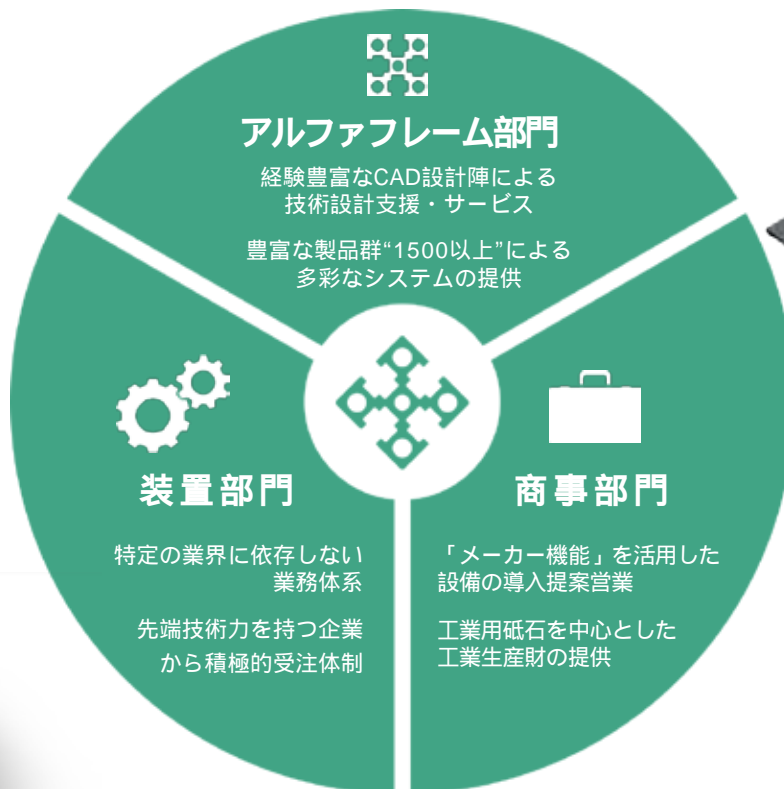 アルファフレーム部門
経験豊富なCAD設計陣による
技術設計支援・サービス
豊富な製品群“1500以上”による
多彩なシステムの提供
装置部門
特定の業界に依存しない
業務体系
先端技術力を持つ企業
から積極的受注体制
商事部門
「メーカー機能」を活用した
設備の導入提案営業
工業用砥石を中心とした
工業生産財の提供